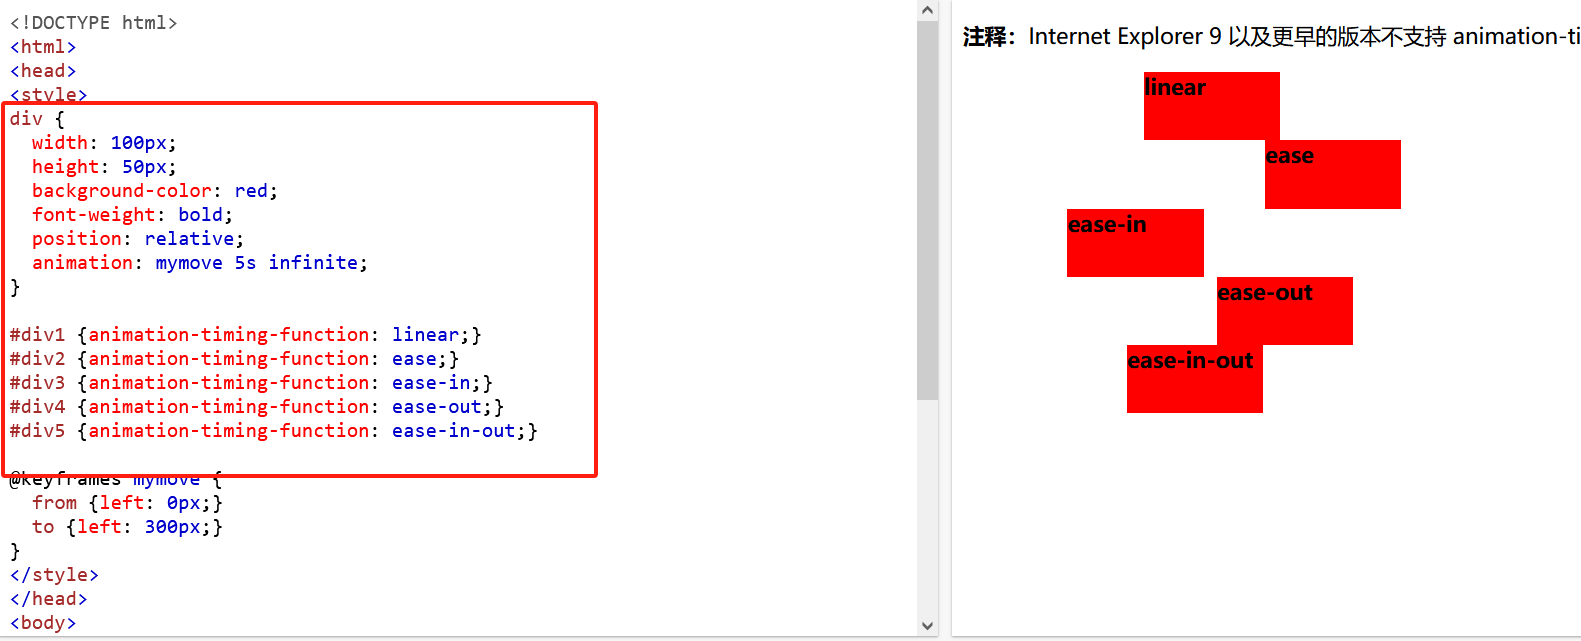 <!DOCTYPE html>
<html>
<head>
<style>
div {
  width: 100px;
  height: 50px;
  background-color: red;
  font-weight: bold;
  position: relative;
  animation: mymove 5s infinite;
}
#div1 {animation-timing-function: linear;}
#div2 {animation-timing-function: ease;}
#div3 {animation-timing-function: ease-in;}
#div4 {animation-timing-function: ease-out;}
#div5 {animation-timing-function: ease-in-out;}
@keyframes mymove {
  from {left: 0px;}
  to {left: 300px;}
}
</style>
</head>
<body>
注释：Internet Explorer 9 以及更早的版本不支持 animation-ti
linear
ease
ease-in
ease-out
ease-in-out